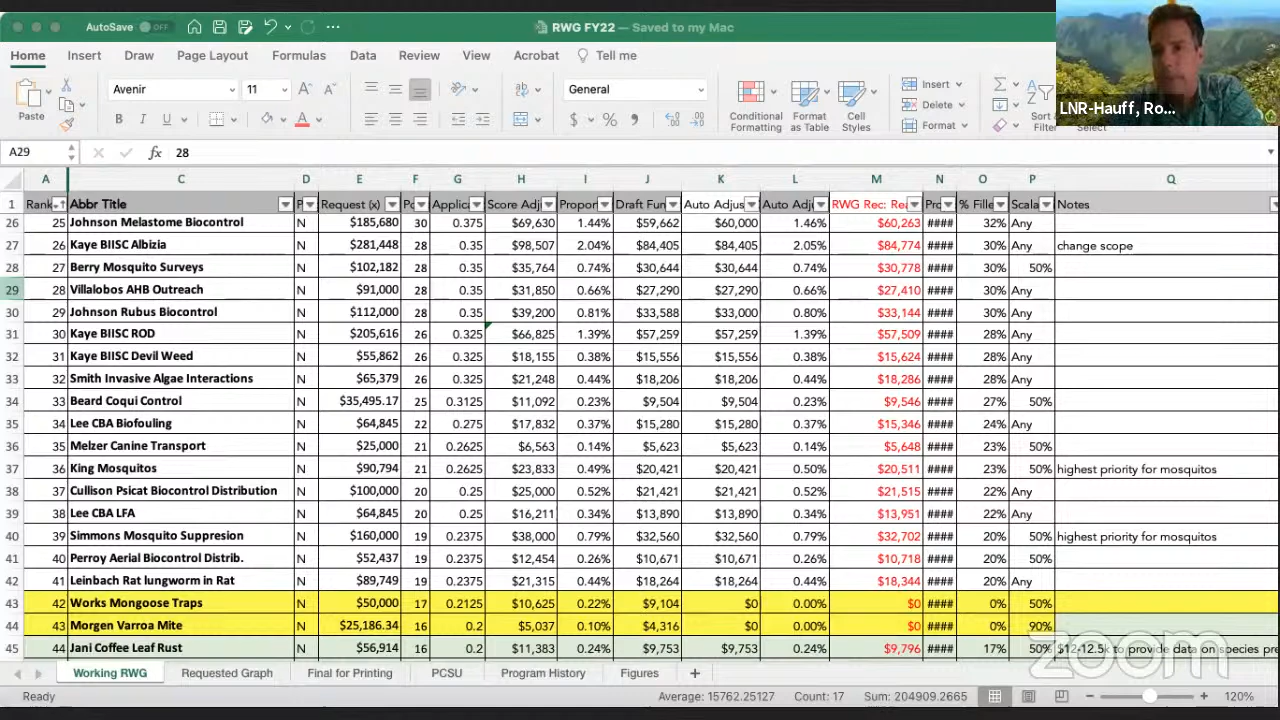 AutoSave OFF RWG FY22 — Saved to my Mac
Home Insert Draw Page Layout Formulas Data Review View Acrobat Tell me
Paste Avenir 11 General Conditional Formatting Format as Table Cell Styles Insert Delete Format Sort Filter Select
LNR-Hauff, Ro...
A29 fx 28
A C D E F G H I J K L M N O P Q
1 Rank Abbr Title Request (x) Applica Score Adj Propor Draft Fun Auto Adjus Auto Adj RWG Rec: Re % Fille Scala Notes
26 25 Johnson Melastome Biocontrol N $185,680 30 0.375 $69,630 1.44% $59,662 $60,000 1.46% $60,263 #### 32% Any
27 26 Kaye BIISC Albizia N $281,448 28 0.35 $98,507 2.04% $84,405 $84,405 2.05% $84,774 #### 30% Any change scope
28 27 Berry Mosquito Surveys N $102,182 28 0.35 $35,764 0.74% $30,644 $30,644 0.74% $30,778 #### 30% 50%
29 28 Villalobos AHB Outreach N $91,000 28 0.35 $31,850 0.66% $27,290 $27,290 0.66% $27,410 #### 30% Any
30 29 Johnson Rubus Biocontrol N $112,000 28 0.35 $39,200 0.81% $33,588 $33,000 0.80% $33,144 #### 30% Any
31 30 Kaye BIISC ROD N $205,616 26 0.325 $66,825 1.39% $57,259 $57,259 1.39% $57,509 #### 28% Any
32 31 Kaye BIISC Devil Weed N $55,862 26 0.325 $18,155 0.38% $15,556 $15,556 0.38% $15,624 #### 28% Any
33 32 Smith Invasive Algae Interactions N $65,379 26 0.325 $21,248 0.44% $18,206 $18,206 0.44% $18,286 #### 28% Any
34 33 Beard Coqui Control N $35,495.17 25 0.3125 $11,092 0.23% $9,504 $9,504 0.23% $9,546 #### 27% 50%
35 34 Lee CBA Biofouling N $64,845 22 0.275 $17,832 0.37% $15,280 $15,280 0.37% $15,346 #### 24% Any
36 35 Melzer Canine Transport N $25,000 21 0.2625 $6,563 0.14% $5,623 $5,623 0.14% $5,648 #### 23% 50%
37 36 King Mosquitos N $90,794 21 0.2625 $23,833 0.49% $20,421 $20,421 0.50% $20,511 #### 23% 50% highest priority for mosquitos
38 37 Cullison Psicat Biocontrol Distribution N $100,000 20 0.25 $25,000 0.52% $21,421 $21,421 0.52% $21,515 #### 22% Any
39 38 Lee CBA LFA N $64,845 20 0.25 $16,211 0.34% $13,890 $13,890 0.34% $13,951 #### 22% Any
40 39 Simmons Mosquito Suppresion N $160,000 19 0.2375 $38,000 0.79% $32,560 $32,560 0.79% $32,702 #### 20% 50% highest priority for mosquitos
41 40 Perroy Aerial Biocontrol Distrib. N $52,437 19 0.2375 $12,454 0.26% $10,671 $10,671 0.26% $10,718 #### 20% 50%
42 41 Leinbach Rat lungworm in Rat N $89,749 19 0.2375 $21,315 0.44% $18,264 $18,264 0.44% $18,344 #### 20% Any
43 42 Works Mongoose Traps N $50,000 17 0.2125 $10,625 0.22% $9,104 $0 0.00% $0 #### 0% 50%
44 43 Morgen Varroa Mite N $25,186.34 16 0.2 $5,037 0.10% $4,316 $0 0.00% $0 #### 0% 90%
45 44 Jani Coffee Leaf Rust N $56,914 16 0.2 $11,383 0.24% $9,753 $9,753 0.24% $9,796 #### 17% 50% $12-12.5k to provide data on species pre
zoom
Working RWG Requested Graph Final for Printing PCSU Program History Figures +
Ready Average: 15762.25127 Count: 17 Sum: 204909.2665 120%